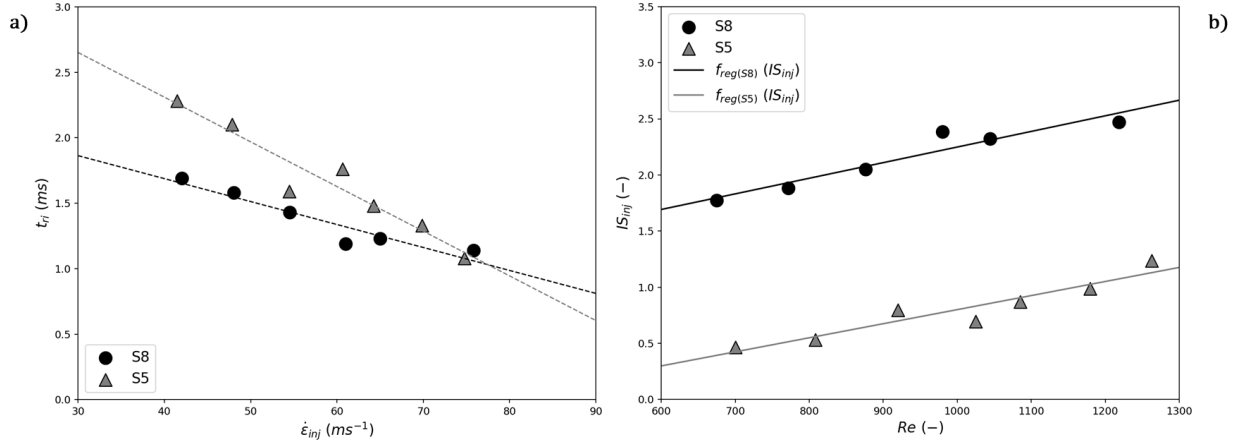 a)
3.0
2.5
2.0
1.5
1.0
0.5
0.0
t_ri (ms)
S8
S5
30 40 50 60 70 80 90
ε̇_inj (ms⁻¹)
b)
3.5
3.0
2.5
2.0
1.5
1.0
0.5
0.0
IS_inj (−)
S8
S5
f_reg(S8) (IS_inj)
f_reg(S5) (IS_inj)
600 700 800 900 1000 1100 1200 1300
Re (−)